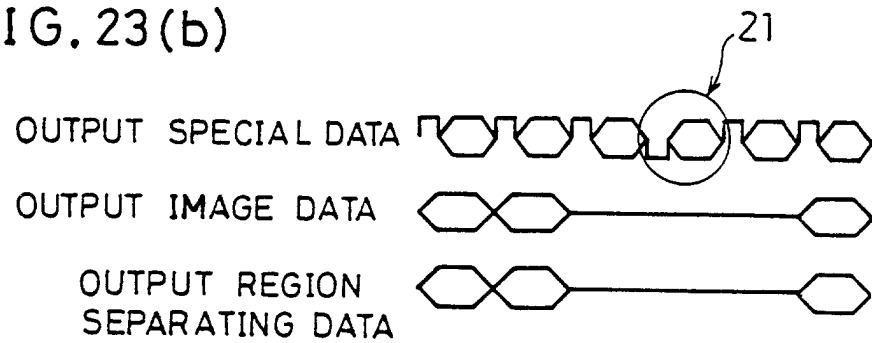 IG. 23(b)
21
OUTPUT SPECIAL DATA
OUTPUT IMAGE DATA
OUTPUT REGION
SEPARATING DATA